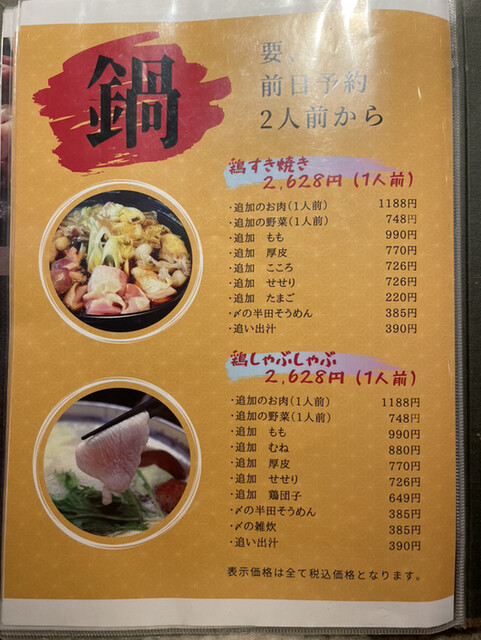 鍋
要、
前日予約
2人前から
鶏すき焼き
2,628円(1人前)
・追加のお肉(1人前) 1188円
・追加の野菜(1人前) 748円
・追加 もも 990円
・追加 厚皮 770円
・追加 こころ 726円
・追加 せせり 726円
・追加 たまご 220円
・〆の半田そうめん 385円
・追い出汁 390円
鶏しゃぶしゃぶ
2,628円(1人前)
・追加のお肉(1人前) 1188円
・追加の野菜(1人前) 748円
・追加 もも 990円
・追加 むね 880円
・追加 厚皮 770円
・追加 せせり 726円
・追加 鶏団子 649円
・〆の半田そうめん 385円
・〆の雑炊 385円
・追い出汁 390円
表示価格は全て税込価格となります。